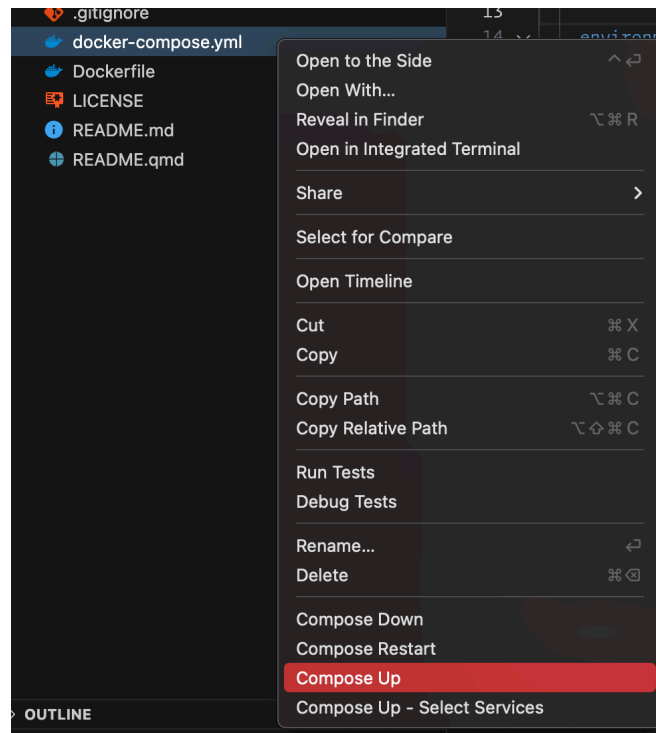 .gitignore
docker-compose.yml
Dockerfile
LICENSE
README.md
README.qmd
OUTLINE
13
14
environ
Open to the Side ^ ⏎
Open With...
Reveal in Finder ⌥ ⌘ R
Open in Integrated Terminal
Share
Select for Compare
Open Timeline
Cut ⌘ X
Copy ⌘ C
Copy Path ⌥ ⌘ C
Copy Relative Path ⌥ ⇧ ⌘ C
Run Tests
Debug Tests
Rename... ⏎
Delete ⌘ ⌫
Compose Down
Compose Restart
Compose Up
Compose Up - Select Services